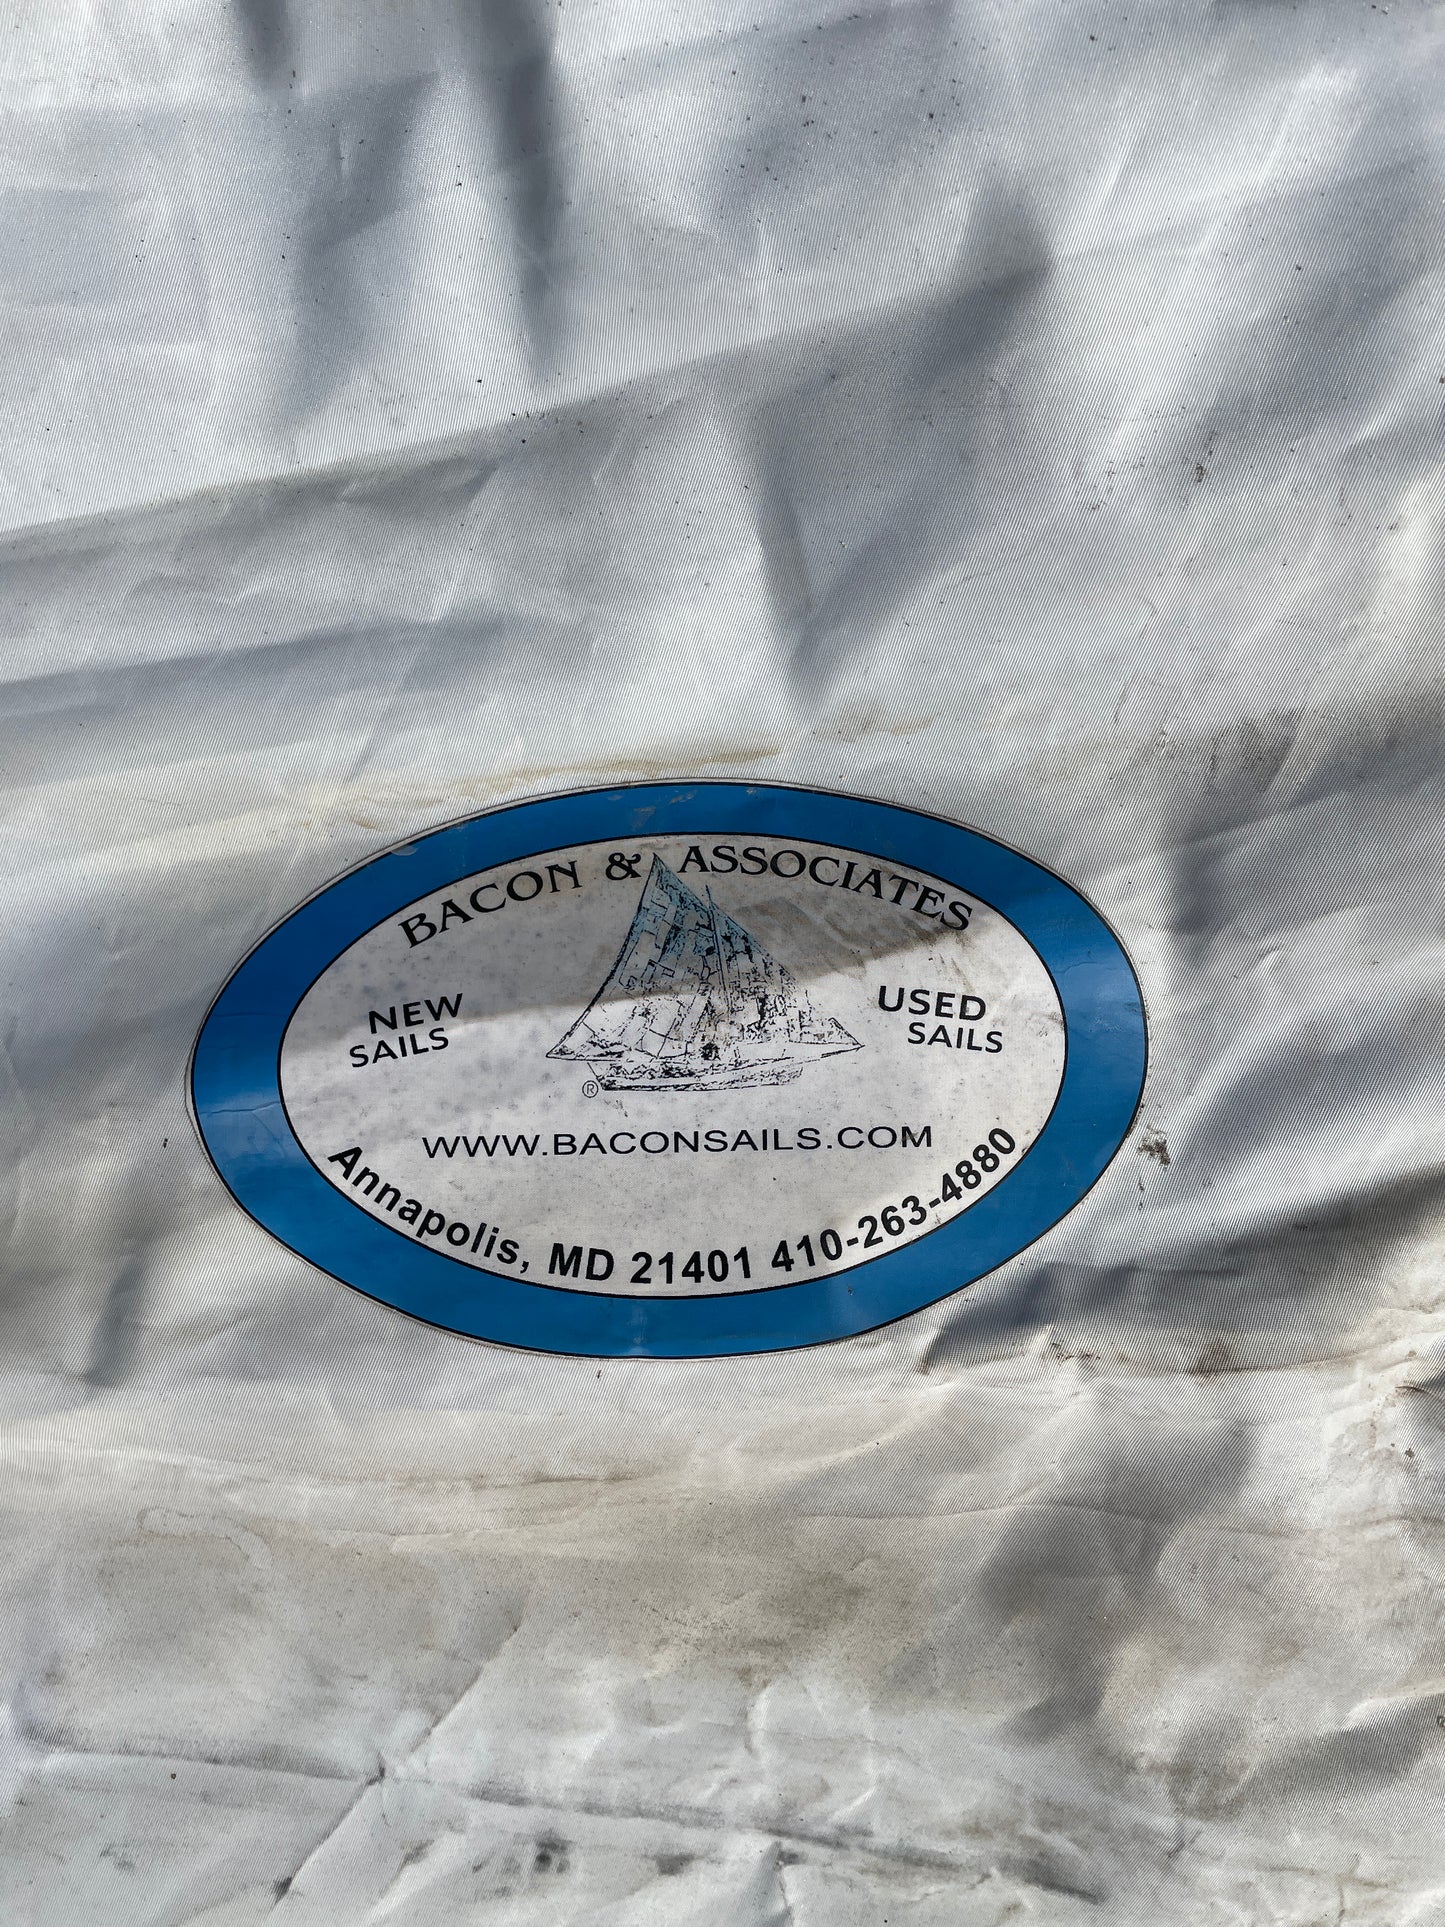 BACON & ASSOCIATES
NEW
SAILS
USED
SAILS
®
WWW.BACONSAILS.COM
Annapolis, MD 21401 410-263-4880